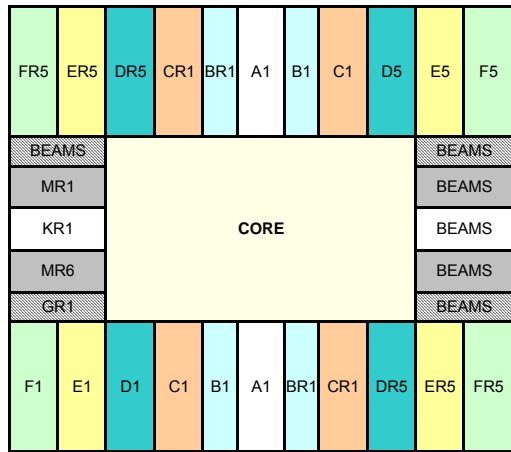 FR5 ER5 DR5 CR1 BR1 A1 B1 C1 D5 E5 F5
BEAMS BEAMS
MR1 BEAMS
KR1 CORE BEAMS
MR6 BEAMS
GR1 BEAMS
F1 E1 D1 C1 B1 A1 BR1 CR1 DR5 ER5 FR5